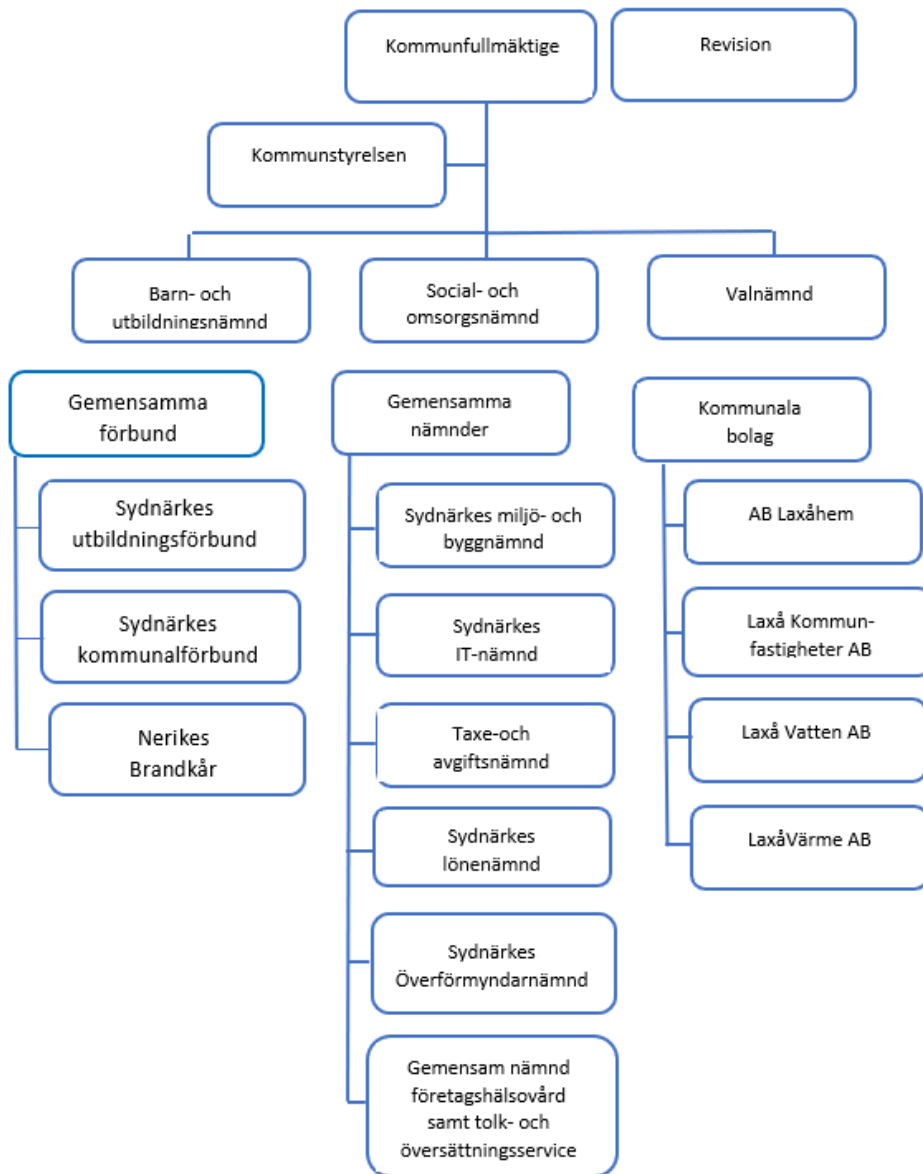 Kommunfullmäktige
Revision
Kommunstyrelsen
Barn- och
utbildningsnämnd
Social- och
omsorgsnämnd
Valnämnd
Gemensamma
förbund
Sydnärkes
utbildningsförbund
Sydnärkes
kommunalförbund
Nerikes
Brandkår
Gemensamma
nämnder
Sydnärkes miljö- och
byggnämnd
Sydnärkes
IT-nämnd
Taxe-och
avgiftsnämnd
Sydnärkes
lönenämnd
Sydnärkes
Överförmyndarnämnd
Gemensam nämnd
företagshälsovård
samt tolk- och
översättningsservice
Kommunala
bolag
AB Laxåhem
Laxå Kommun-
fastigheter AB
Laxå Vatten AB
LaxåVärme AB